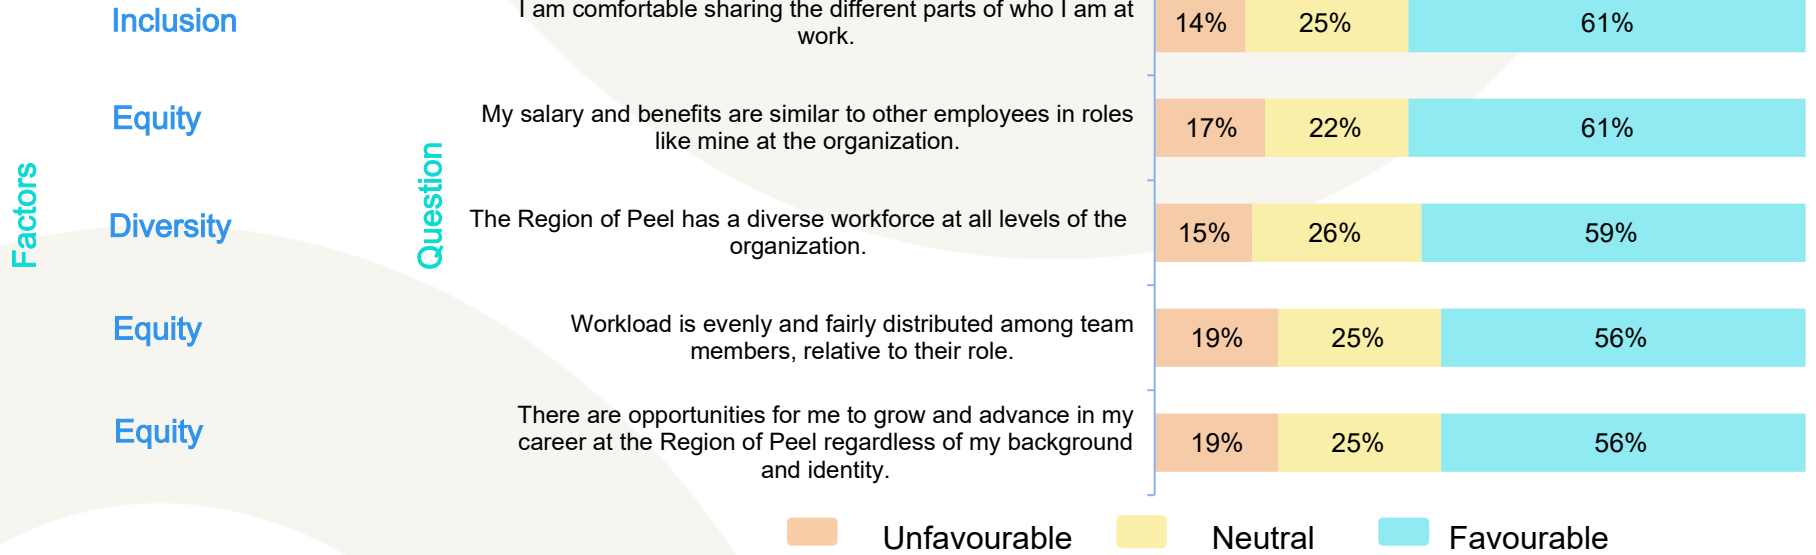 Factors
Question
Inclusion
I am comfortable sharing the different parts of who I am at
work.
14% 25% 61%
Equity
My salary and benefits are similar to other employees in roles
like mine at the organization.
17% 22% 61%
Diversity
The Region of Peel has a diverse workforce at all levels of the
organization.
15% 26% 59%
Equity
Workload is evenly and fairly distributed among team
members, relative to their role.
19% 25% 56%
Equity
There are opportunities for me to grow and advance in my
career at the Region of Peel regardless of my background
and identity.
19% 25% 56%
Unfavourable Neutral Favourable